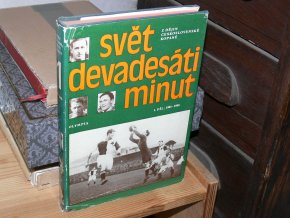 svět
z dějin
československé
kopané
devadesáti
minut
OLYMPIA